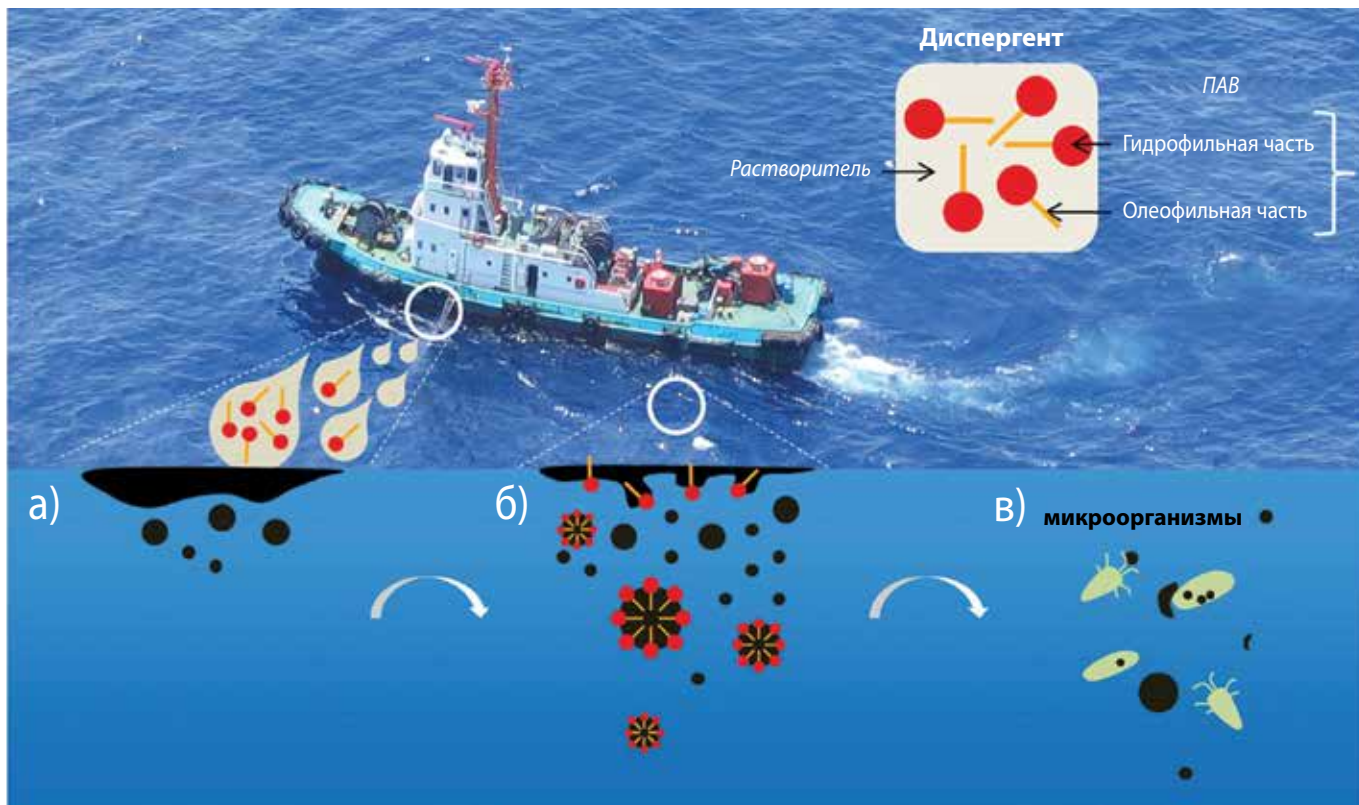 Диспергент
ПАВ
Гидрофильная часть
Растворитель
Олеофильная часть
а)
б)
в)
микроорганизмы